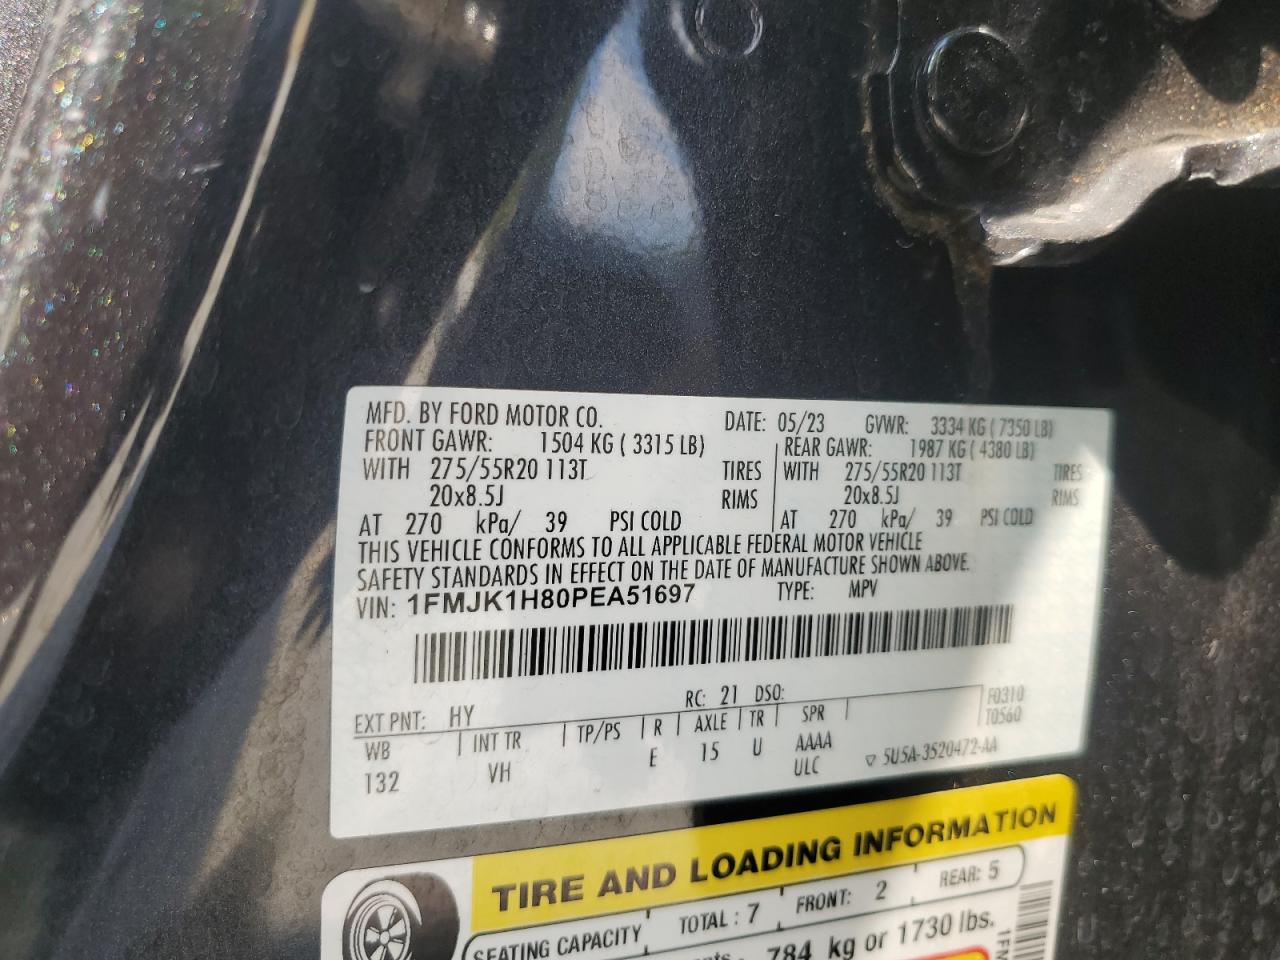 MFD. BY FORD MOTOR CO. DATE: 05/23 GVWR: 3334 KG ( 7350 LB)
FRONT GAWR: 1504 KG ( 3315 LB) REAR GAWR: 1987 KG ( 4380 LB)
WITH 275/55R20 113T TIRES WITH 275/55R20 113T TIRES
20x8.5J RIMS 20x8.5J RIMS
AT 270 kPa/ 39 PSI COLD AT 270 kPa/ 39 PSI COLD
THIS VEHICLE CONFORMS TO ALL APPLICABLE FEDERAL MOTOR VEHICLE
SAFETY STANDARDS IN EFFECT ON THE DATE OF MANUFACTURE SHOWN ABOVE.
VIN: 1FMJK1H80PEA51697 TYPE: MPV
EXT PNT: HY RC: 21 DSO: F0310
WB INT TR TP/PS R AXLE TR SPR T0560
132 VH E 15 U AAAA
ULC ▽ 5U5A-3520472-AA
TIRE AND LOADING INFORMATION
SEATING CAPACITY TOTAL : 7 FRONT: 2 REAR: 5
784 kg or 1730 lbs.